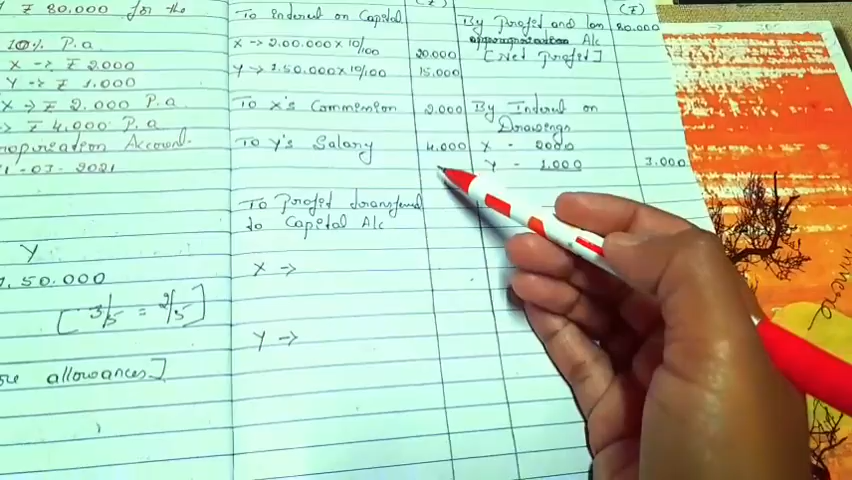 ₹ 80,000 for the
10% P.a
X -> ₹ 2000
Y -> ₹ 1,000
X -> ₹ 2,000 P.a
-> ₹ 4,000 P.a
Account.
1-03-2021
Y
1,50,000
[ 3/5 = 2/5 ]
allowances]
To Interest on Capital
X -> 2,00,000 x 10/100 20,000
Y -> 1,50,000 x 10/100 15,000
To X's Commission 2,000
To Y's Salary 4,000
To Profit transferred
to Capital A/c
X ->
Y ->
(₹)
By Profit and loss 80,000
A/c
[Net Profit]
By Interest on
Drawings
X - 2000
Y - 1,000 3,000